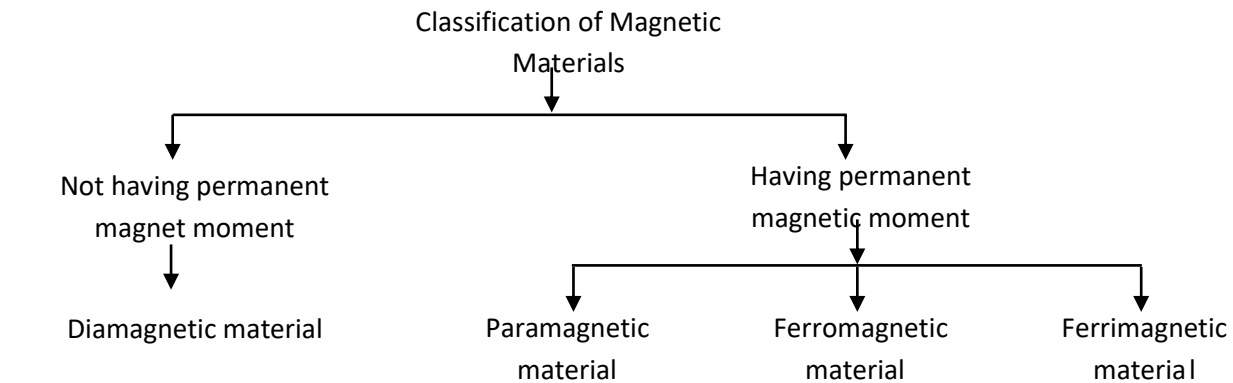 Classification of Magnetic
Materials
Not having permanent
magnet moment
Having permanent
magnetic moment
Diamagnetic material
Paramagnetic
material
Ferromagnetic
material
Ferrimagnetic
material